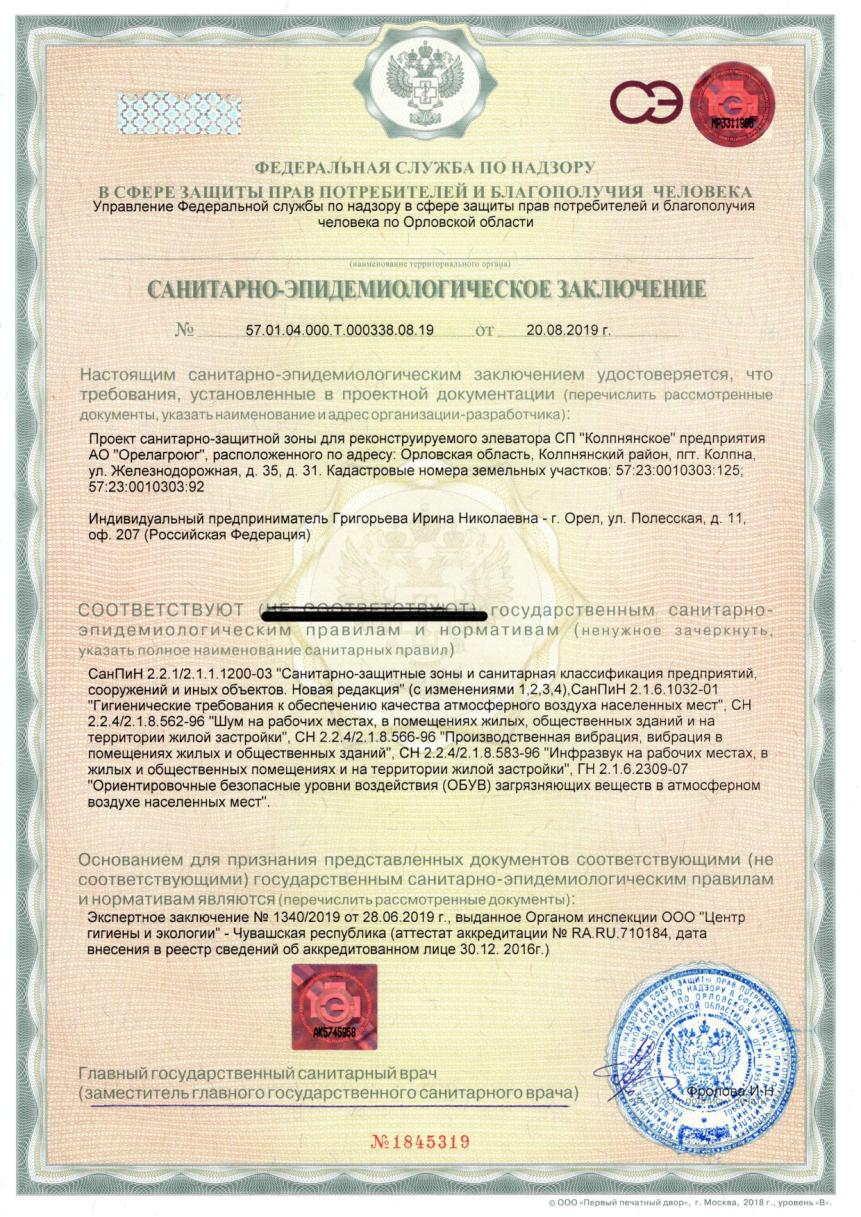 СЭ
МР3311986
ФЕДЕРАЛЬНАЯ СЛУЖБА ПО НАДЗОРУ
В СФЕРЕ ЗАЩИТЫ ПРАВ ПОТРЕБИТЕЛЕЙ И БЛАГОПОЛУЧИЯ ЧЕЛОВЕКА
Управление Федеральной службы по надзору в сфере защиты прав потребителей и благополучия
человека по Орловской области
(наименование территориального органа)
САНИТАРНО-ЭПИДЕМИОЛОГИЧЕСКОЕ ЗАКЛЮЧЕНИЕ
№ 57.01.04.000.Т.000338.08.19 от 20.08.2019 г.
Настоящим санитарно-эпидемиологическим заключением удостоверяется, что
требования, установленные в проектной документации (перечислить рассмотренные
документы, указать наименование и адрес организации-разработчика):
Проект санитарно-защитной зоны для реконструируемого элеватора СП "Колпнянское" предприятия
АО "Орелагроюг", расположенного по адресу: Орловская область, Колпнянский район, пгт. Колпна,
ул. Железнодорожная, д. 35, д. 31. Кадастровые номера земельных участков: 57:23:0010303:125;
57:23:0010303:92
Индивидуальный предприниматель Григорьева Ирина Николаевна - г. Орел, ул. Полесская, д. 11,
оф. 207 (Российская Федерация)
СООТВЕТСТВУЮТ (НЕ СООТВЕТСТВУЮТ) государственным санитарно-
эпидемиологическим правилам и нормативам (ненужное зачеркнуть,
указать полное наименование санитарных правил)
СанПиН 2.2.1/2.1.1.1200-03 "Санитарно-защитные зоны и санитарная классификация предприятий,
сооружений и иных объектов. Новая редакция" (с изменениями 1,2,3,4),СанПиН 2.1.6.1032-01
"Гигиенические требования к обеспечению качества атмосферного воздуха населенных мест", СН
2.2.4/2.1.8.562-96 "Шум на рабочих местах, в помещениях жилых, общественных зданий и на
территории жилой застройки", СН 2.2.4/2.1.8.566-96 "Производственная вибрация, вибрация в
помещениях жилых и общественных зданий", СН 2.2.4/2.1.8.583-96 "Инфразвук на рабочих местах, в
жилых и общественных помещениях и на территории жилой застройки", ГН 2.1.6.2309-07
"Ориентировочные безопасные уровни воздействия (ОБУВ) загрязняющих веществ в атмосферном
воздухе населенных мест".
Основанием для признания представленных документов соответствующими (не
соответствующими) государственным санитарно-эпидемиологическим правилам
и нормативам являются (перечислить рассмотренные документы):
Экспертное заключение № 1340/2019 от 28.06.2019 г., выданное Органом инспекции ООО "Центр
гигиены и экологии" - Чувашская республика (аттестат аккредитации № RA.RU.710184, дата
внесения в реестр сведений об аккредитованном лице 30.12. 2016г.)
АК5745958
Главный государственный санитарный врач
(заместитель главного государственного санитарного врача)
Фролова И.Н.
№1845319
© ООО «Первый печатный двор», г. Москва, 2018 г., уровень «В».